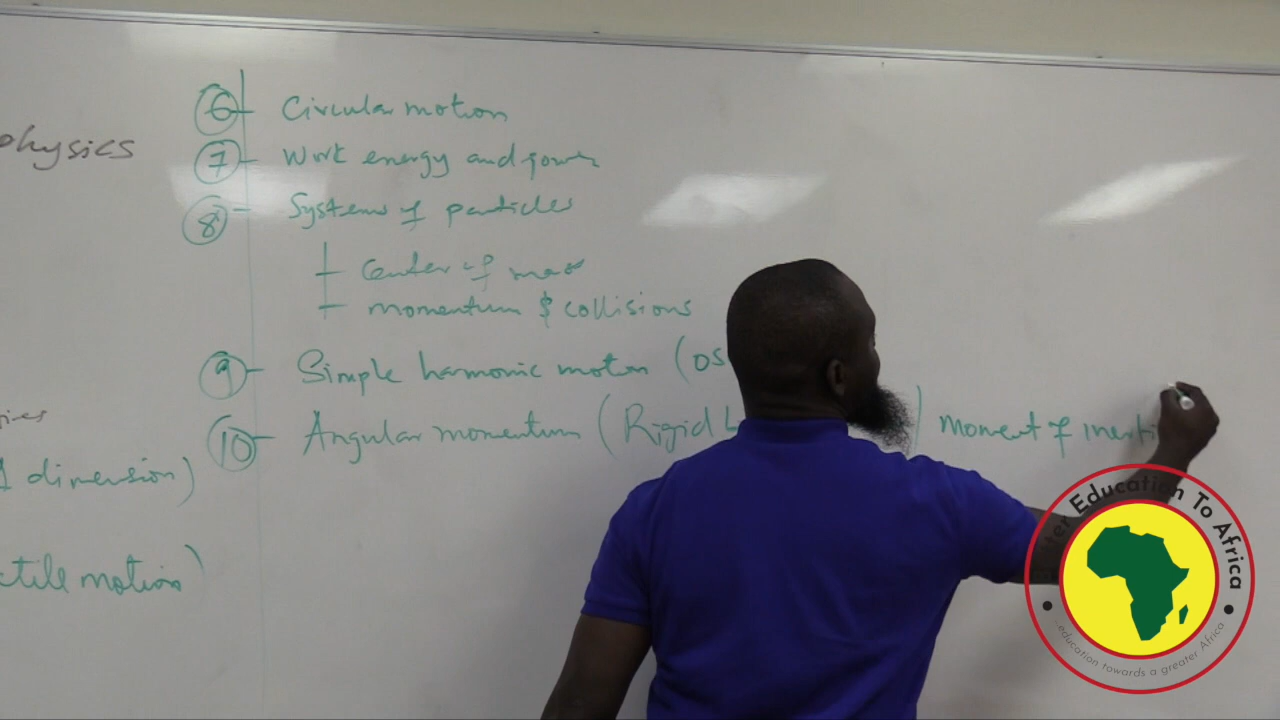 physics
⑥ Circular motion
⑦ Work energy and power
⑧ Systems of particles
Center of mass
momentum & collisions
⑨ Simple harmonic motion (os
⑩ Angular momentum (Rigid ) Moment of inerti
1 dimension)
ctile motion)
Education To Africa
education towards a greater Africa